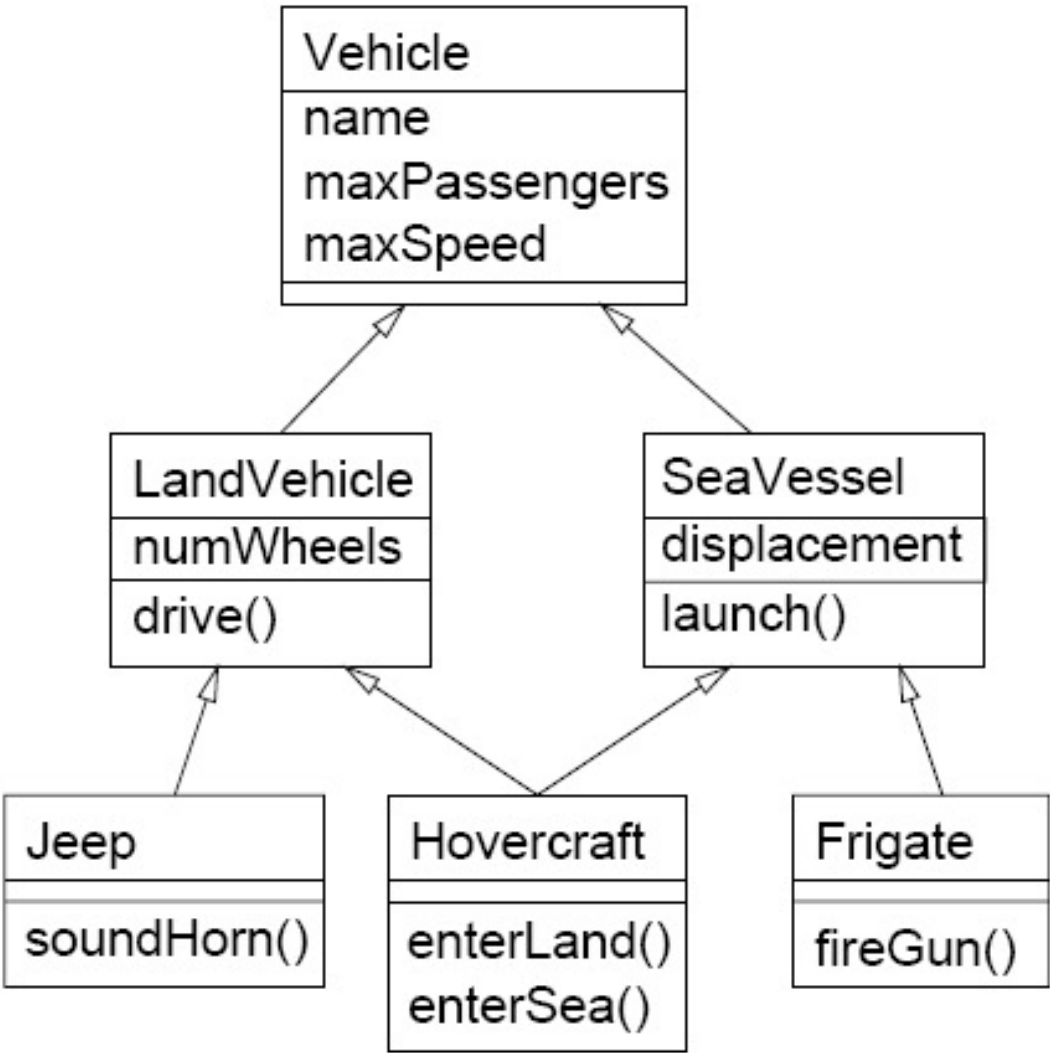 Vehicle
name
maxPassengers
maxSpeed
LandVehicle
numWheels
drive()
SeaVessel
displacement
launch()
Jeep
soundHorn()
Hovercraft
enterLand()
enterSea()
Frigate
fireGun()